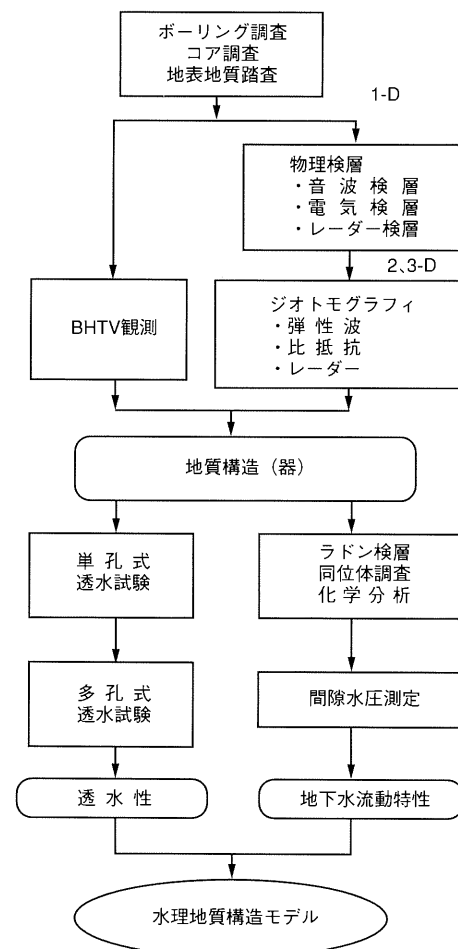 ボーリング調査
コア調査
地表地質踏査
1-D
物理検層
・音 波 検 層
・電 気 検 層
・レーダー検層
2、3-D
BHTV観測
ジオトモグラフィ
・弾 性 波
・比 抵 抗
・レーダー
地質構造（器）
単 孔 式
透水試験
ラドン検層
同位体調査
化 学 分 析
多 孔 式
透水試験
間隙水圧測定
透 水 性
地下水流動特性
水理地質構造モデル